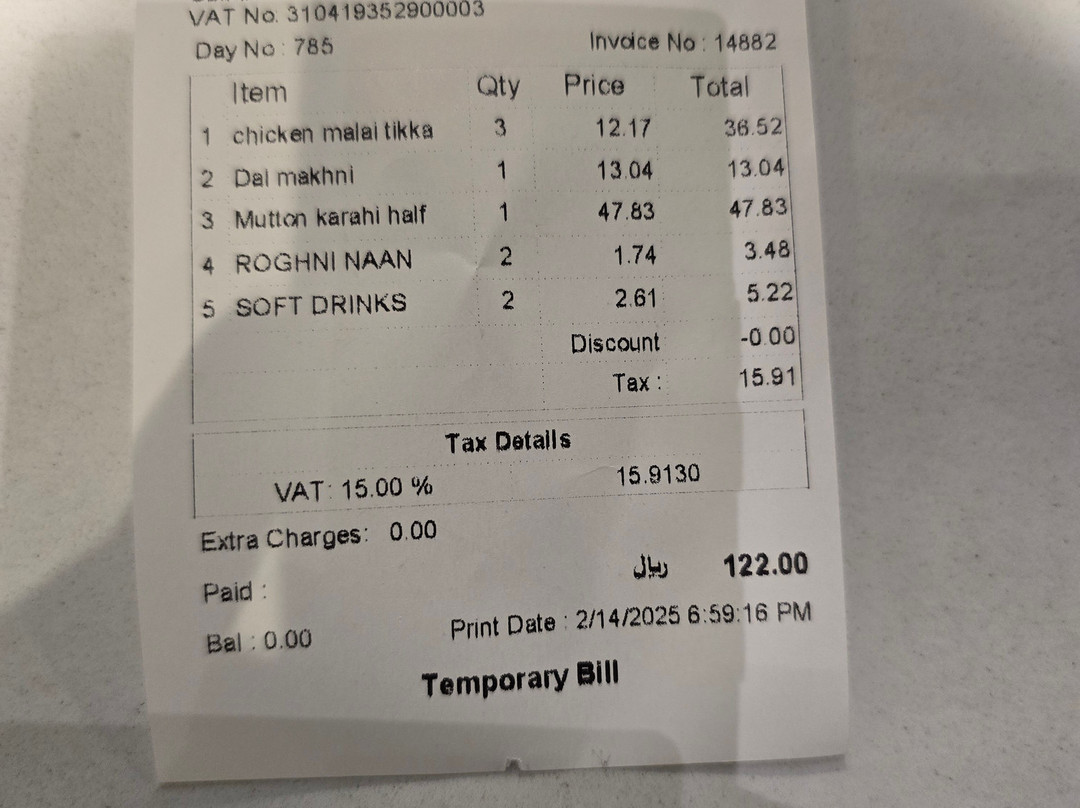 VAT No. 310419352900003
Day No : 785 Invoice No : 14882
Item Qty Price Total
1 chicken malai tikka 3 12.17 36.52
2 Dal makhni 1 13.04 13.04
3 Mutton karahi half 1 47.83 47.83
4 ROGHNI NAAN 2 1.74 3.48
5 SOFT DRINKS 2 2.61 5.22
Discount -0.00
Tax : 15.91
Tax Details
VAT: 15.00 % 15.9130
Extra Charges: 0.00
ريال 122.00
Paid :
Bal : 0.00 Print Date : 2/14/2025 6:59:16 PM
Temporary Bill